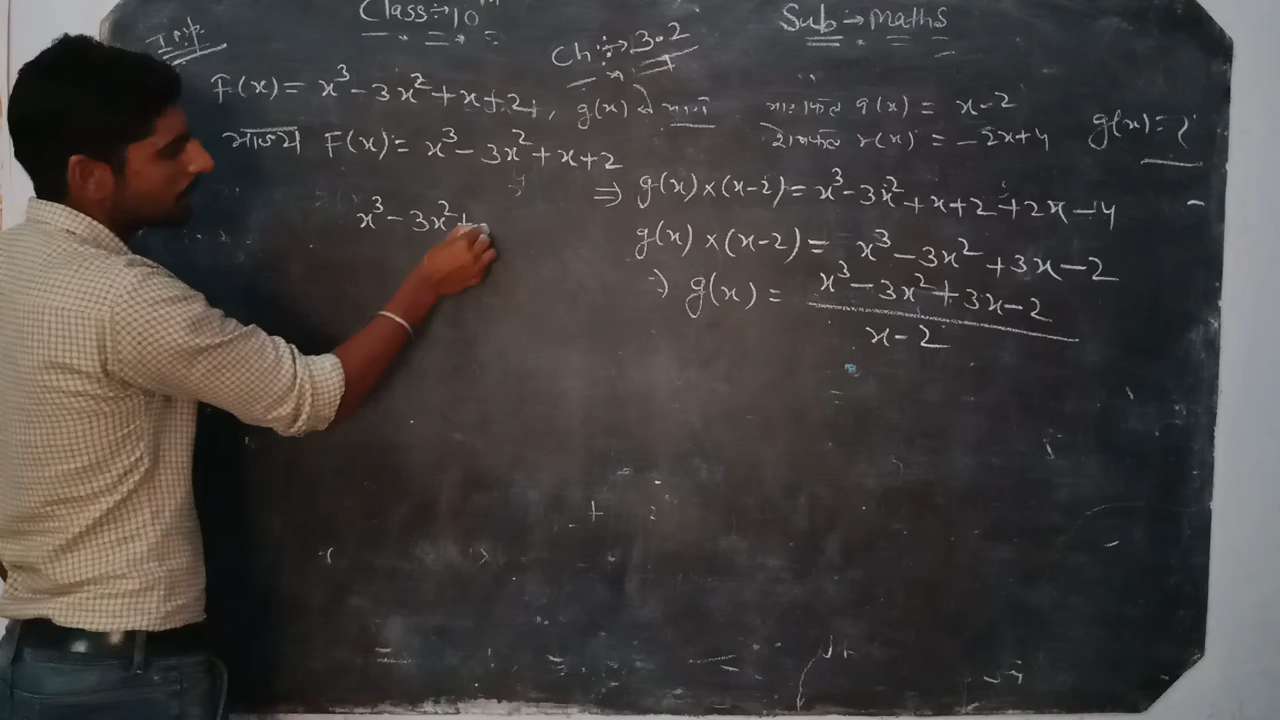 Class:- 10th
Sub:→ Maths
Imp.
Ch:→ 3.2
F(x) = x³ - 3x² + x + 2, g(x) से भाग
भागफल q(x) = x-2
शेषफल r(x) = -2x+4
g(x) = ?
भाज्य F(x) = x³ - 3x² + x + 2
x³ - 3x² +
⇒ g(x) × (x-2) = x³ - 3x² + x + 2 + 2x - 4
g(x) × (x-2) = x³ - 3x² + 3x - 2
⇒ g(x) = x³ - 3x² + 3x - 2
x - 2